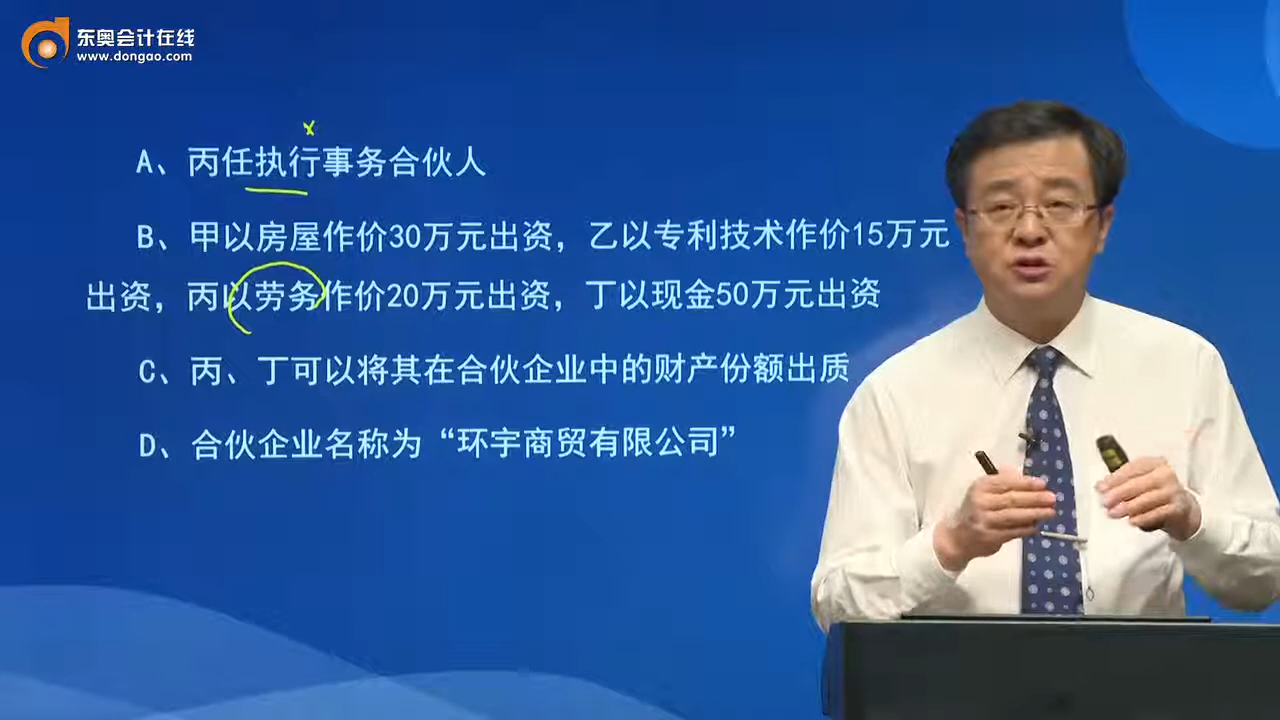 东奥会计在线
www.dongao.com
A、丙任执行事务合伙人
B、甲以房屋作价30万元出资，乙以专利技术作价15万元
出资，丙以劳务作价20万元出资，丁以现金50万元出资
C、丙、丁可以将其在合伙企业中的财产份额出质
D、合伙企业名称为“环宇商贸有限公司”